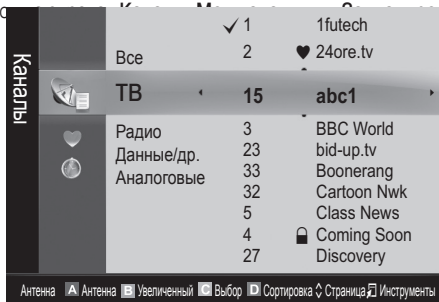 Каналы
✓ 1 1futech
Все 2 ♥ 24ore.tv
ТВ 15 abc1
Радио 3 BBC World
Данные/др. 23 bid-up.tv
Аналоговые 33 Boonerang
32 Cartoon Nwk
5 Class News
4 Coming Soon
27 Discovery
Антенна A Антенна B Увеличенный C Выбор D Сортировка Страница Инструменты